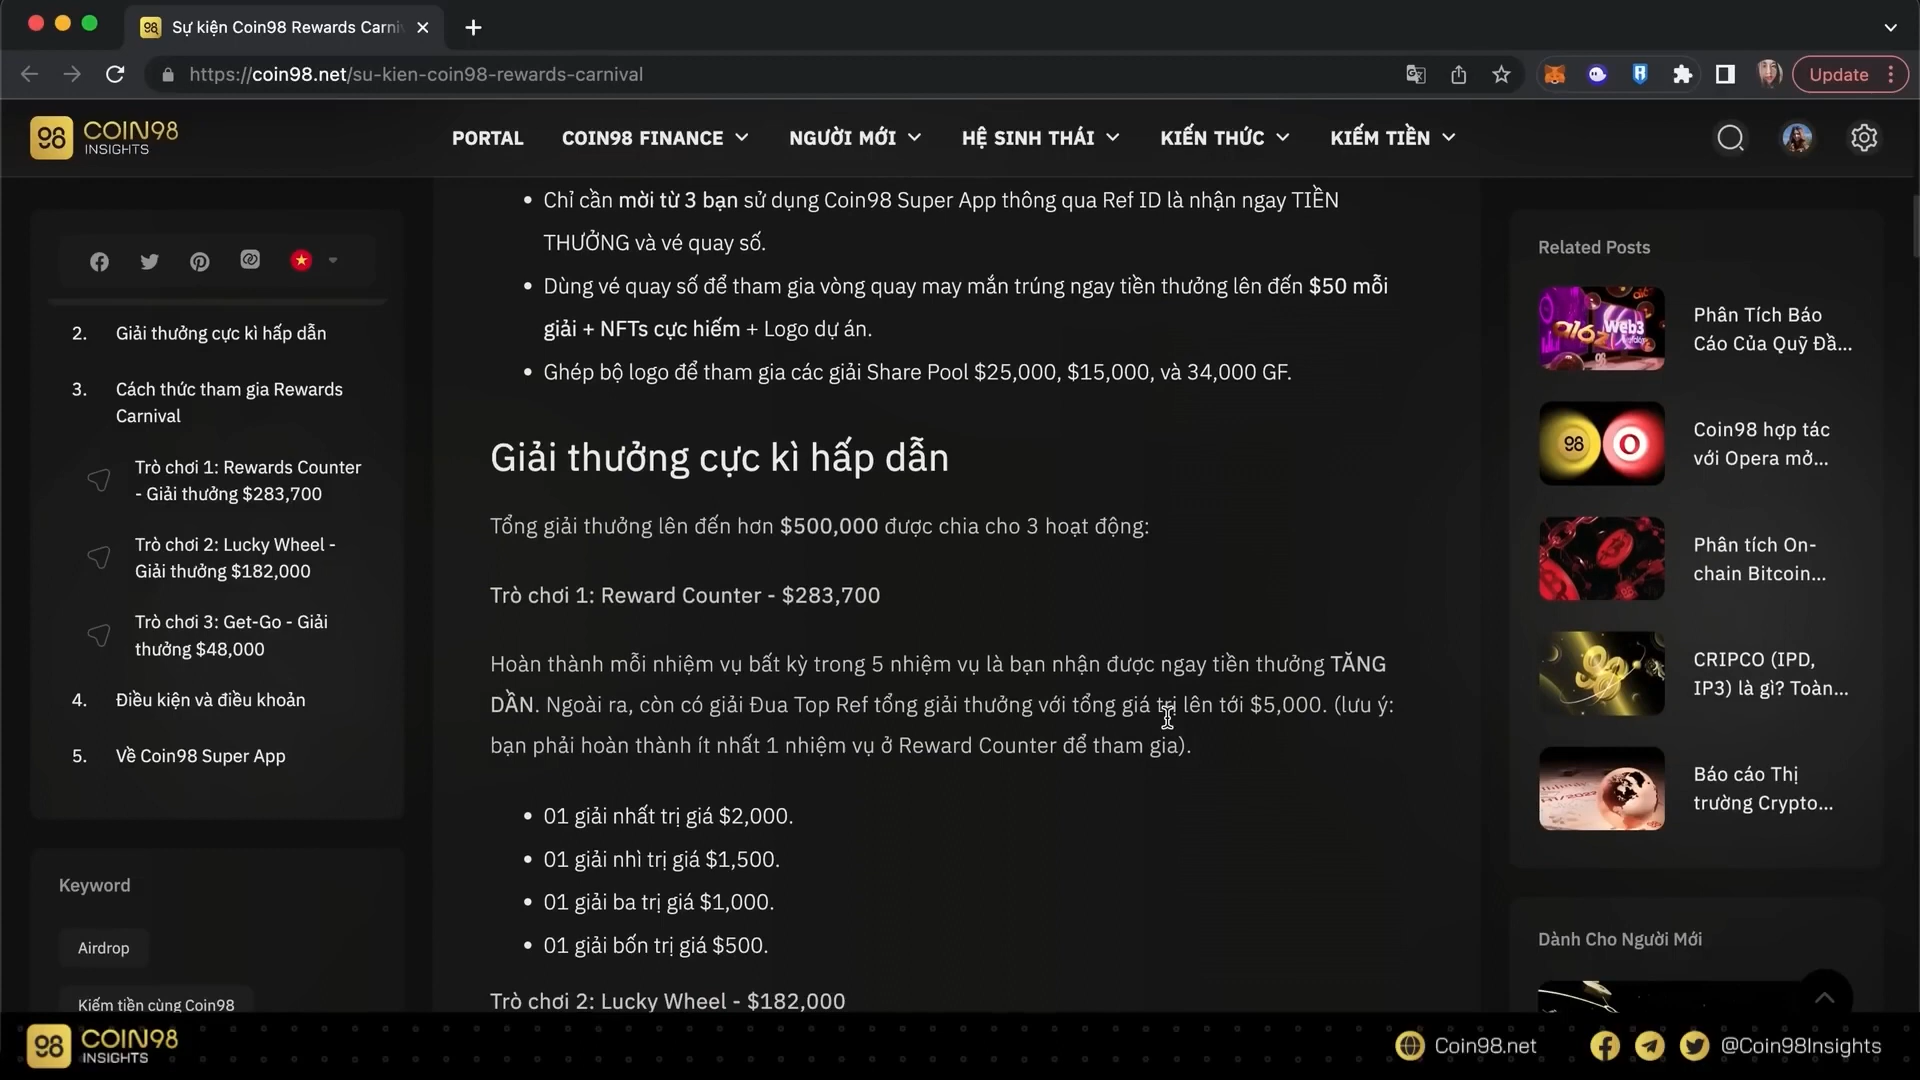 Sự kiện Coin98 Rewards Carni
https://coin98.net/su-kien-coin98-rewards-carnival
Update
98
COIN98
INSIGHTS
PORTAL
COIN98 FINANCE
NGƯỜI MỚI
HỆ SINH THÁI
KIẾN THỨC
KIẾM TIỀN
2. Giải thưởng cực kì hấp dẫn
3. Cách thức tham gia Rewards
Carnival
Trò chơi 1: Rewards Counter
- Giải thưởng $283,700
Trò chơi 2: Lucky Wheel -
Giải thưởng $182,000
Trò chơi 3: Get-Go - Giải
thưởng $48,000
4. Điều kiện và điều khoản
5. Về Coin98 Super App
Keyword
Airdrop
Kiếm tiền cùng Coin98
• Chỉ cần mời từ 3 bạn sử dụng Coin98 Super App thông qua Ref ID là nhận ngay TIỀN
THƯỞNG và vé quay số.
• Dùng vé quay số để tham gia vòng quay may mắn trúng ngay tiền thưởng lên đến $50 mỗi
giải + NFTs cực hiếm + Logo dự án.
• Ghép bộ logo để tham gia các giải Share Pool $25,000, $15,000, và 34,000 GF.
Giải thưởng cực kì hấp dẫn
Tổng giải thưởng lên đến hơn $500,000 được chia cho 3 hoạt động:
Trò chơi 1: Reward Counter - $283,700
Hoàn thành mỗi nhiệm vụ bất kỳ trong 5 nhiệm vụ là bạn nhận được ngay tiền thưởng TĂNG
DẦN. Ngoài ra, còn có giải Đua Top Ref tổng giải thưởng với tổng giá trị lên tới $5,000. (lưu ý:
bạn phải hoàn thành ít nhất 1 nhiệm vụ ở Reward Counter để tham gia).
• 01 giải nhất trị giá $2,000.
• 01 giải nhì trị giá $1,500.
• 01 giải ba trị giá $1,000.
• 01 giải bốn trị giá $500.
Trò chơi 2: Lucky Wheel - $182,000
Related Posts
a16z Web3
Phân Tích Báo
Cáo Của Quỹ Đầ...
98
Coin98 hợp tác
với Opera mở...
Phân tích On-
chain Bitcoin...
CRIPCO (IPD,
IP3) là gì? Toàn...
Báo cáo Thị
trường Crypto...
Dành Cho Người Mới
98
COIN98
INSIGHTS
Coin98.net
@Coin98Insights